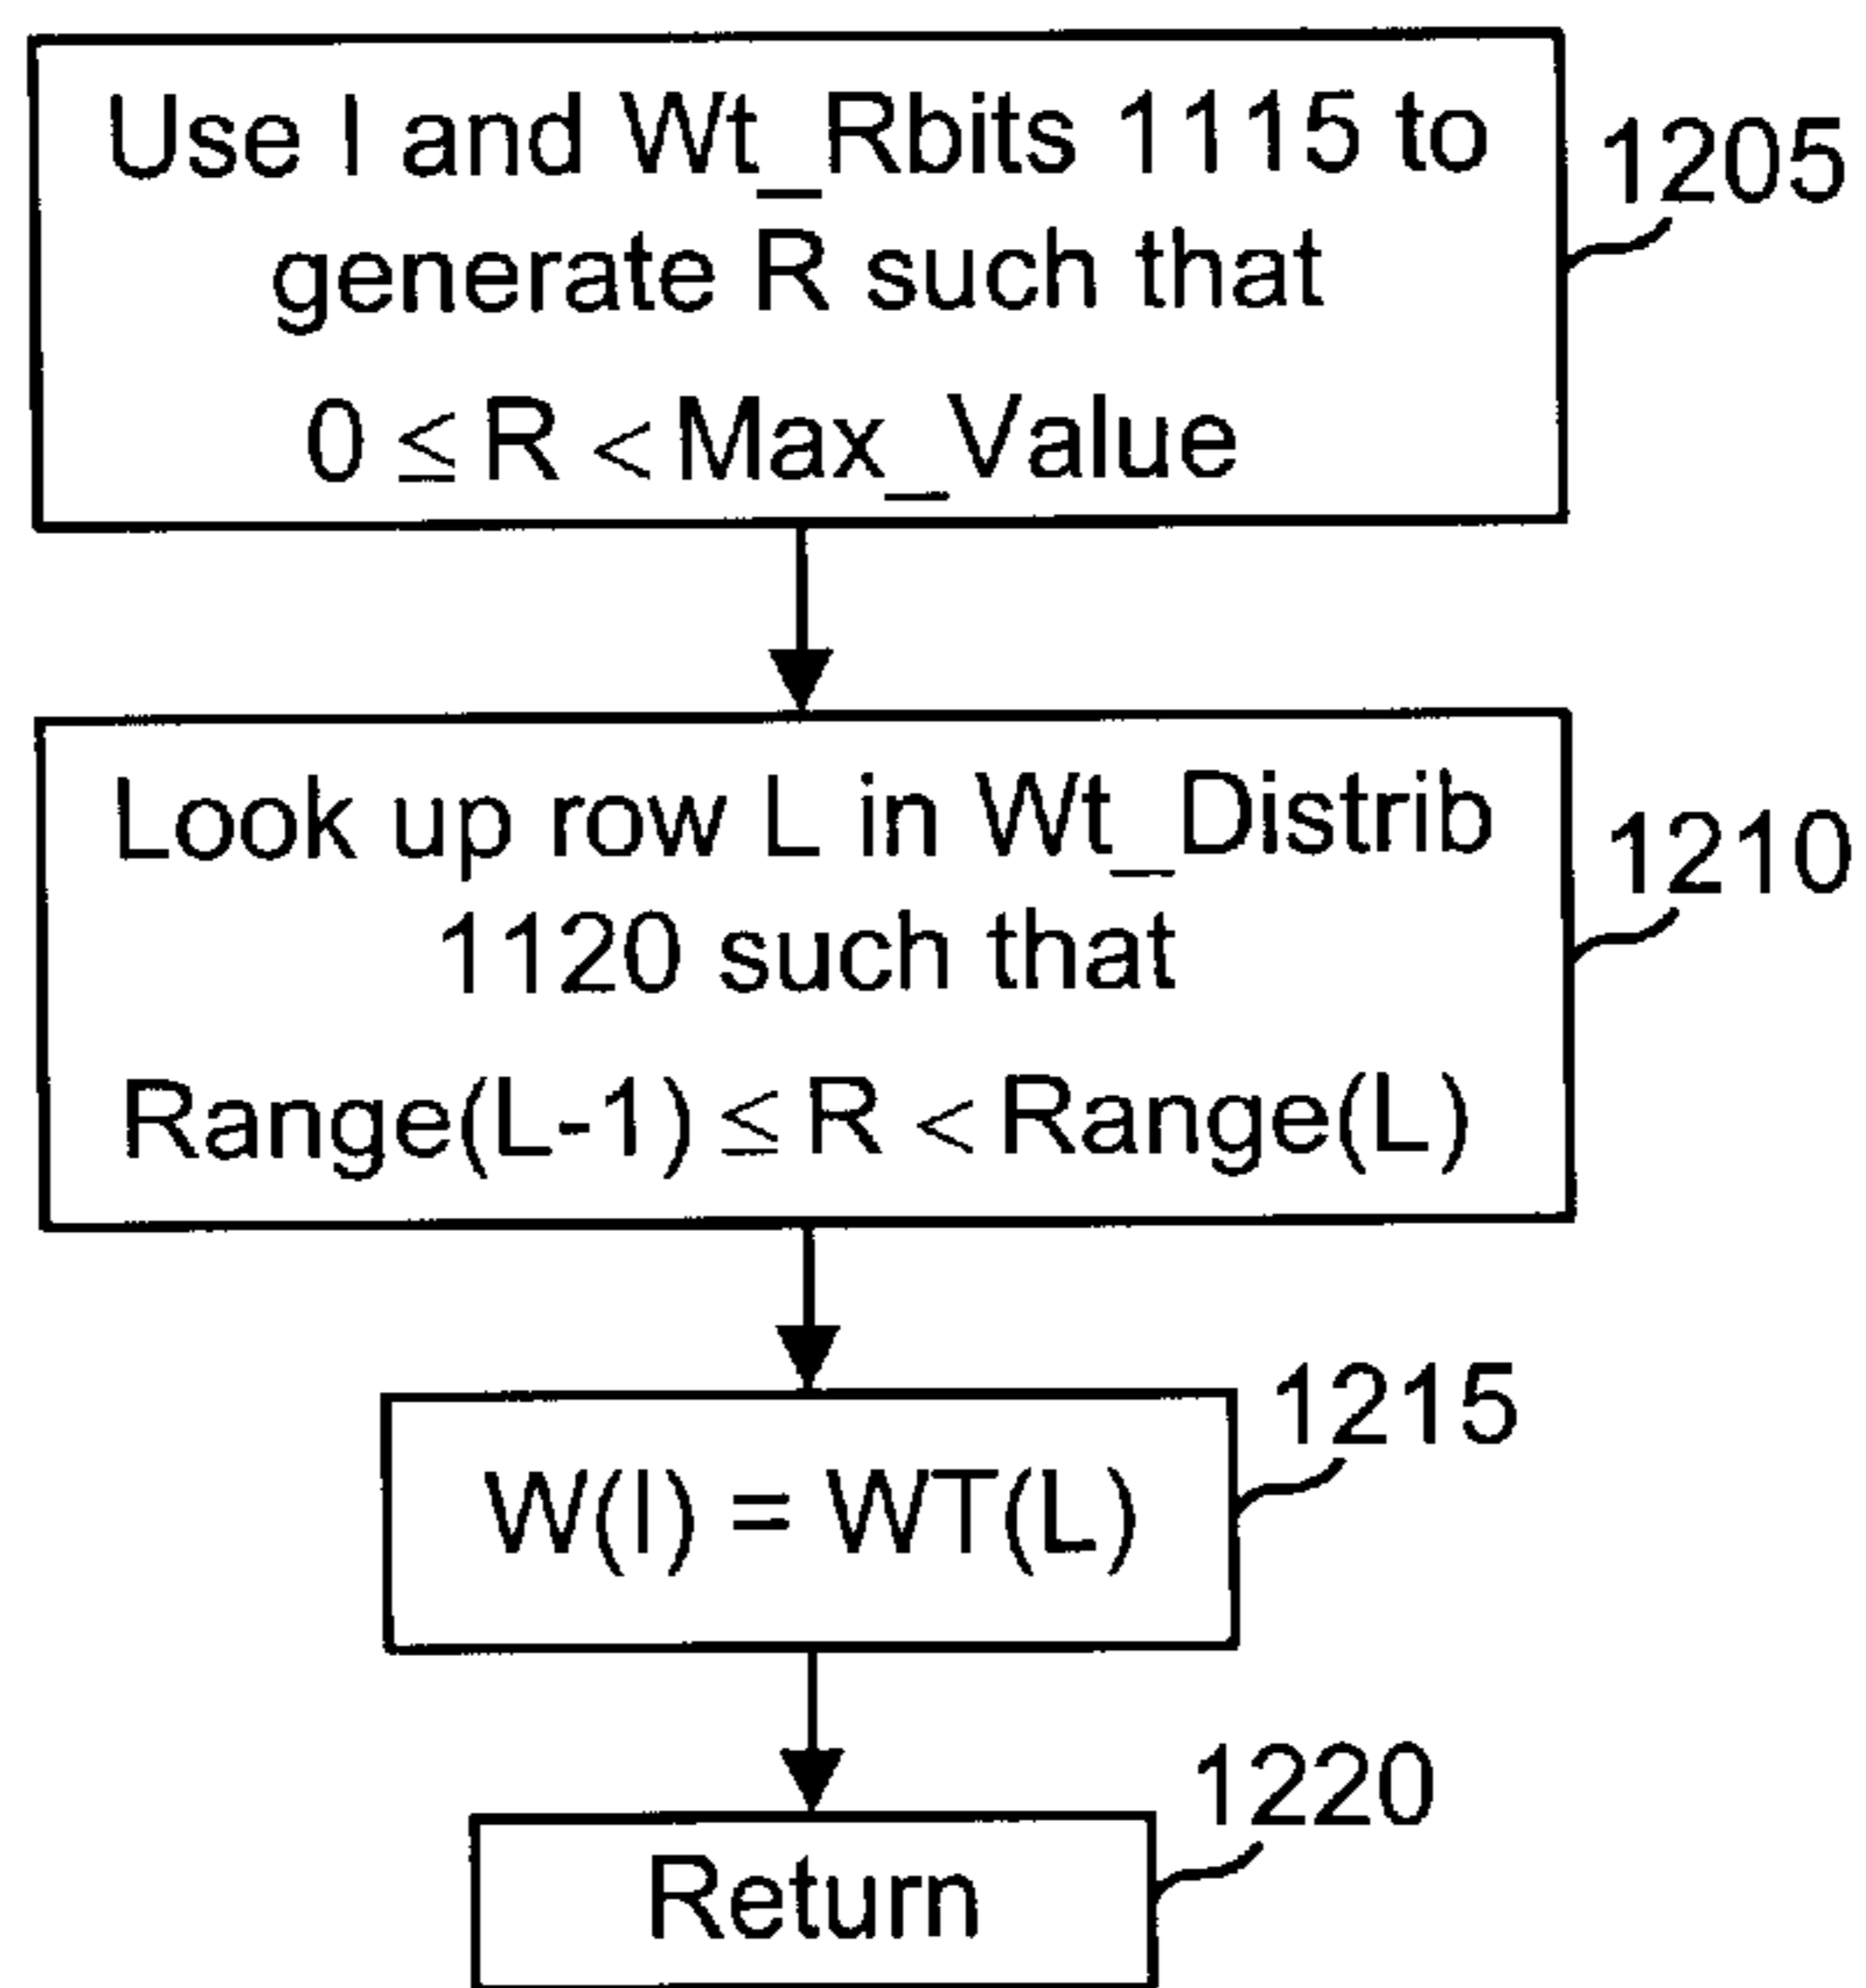 Use I and Wt_Rbits 1115 to
generate R such that
0 ≤ R < Max_Value
1205
Look up row L in Wt_Distrib
1120 such that
Range(L-1) ≤ R < Range(L)
1210
W(I) = WT(L)
1215
Return
1220